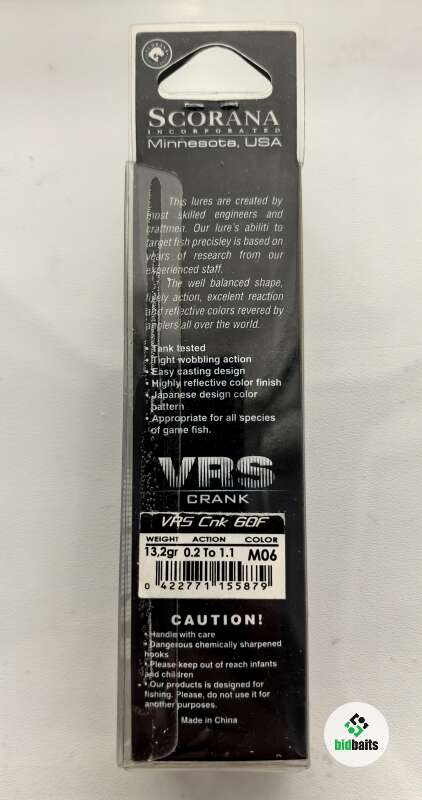 SCORANA
INCORPORATED
Minnesota, USA
This lures are created by
most skilled engineers and
craftmen. Our lure's abiliti to
target fish precisley is based on
years of research from our
experienced staff.
The well balanced shape,
lively action, excelent reaction
and reflective colors revered by
anglers all over the world.
• Tank tested
• Tight wobbling action
• Easy casting design
• Highly reflective color finish
• Japanese design color
pattern
• Appropriate for all species
of game fish.
VRS
CRANK
VRS Cnk 60F
WEIGHT ACTION COLOR
13,2gr 0.2 To 1.1 M06
0 422771 155879
CAUTION!
• Handle with care
• Dangerous chemically sharpened
hooks
• Please keep out of reach infants
and children
• Our products is designed for
fishing. Please, do not use it for
another purposes.
Made in China
bidbaits